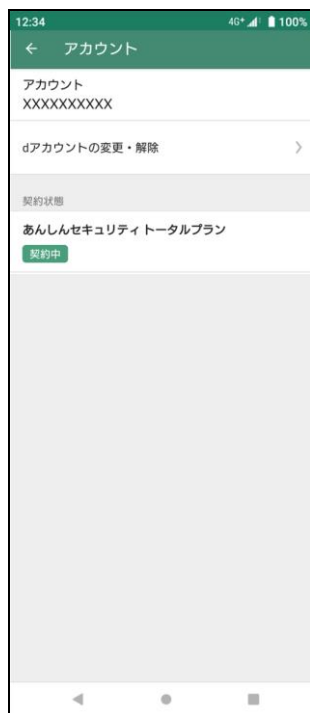 12:34 4G+ 100%
アカウント
アカウント
XXXXXXXXXX
dアカウントの変更・解除
契約状態
あんしんセキュリティ トータルプラン
契約中